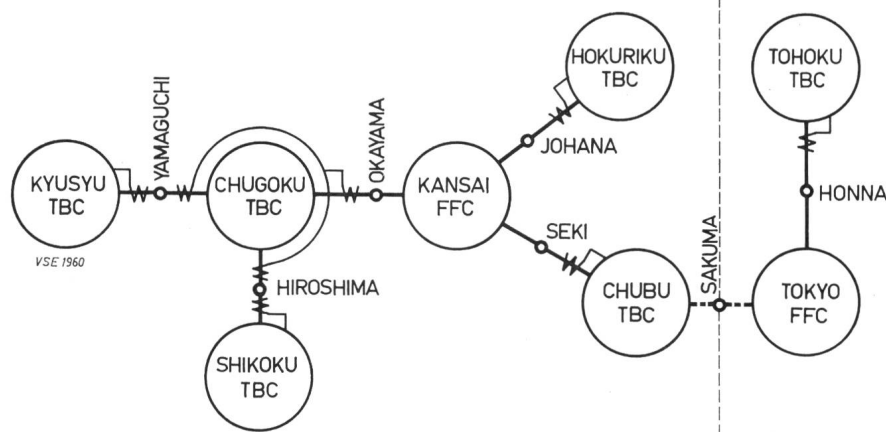 HOKURIKU
TBC
TOHOKU
TBC
YAMAGUCHI
OKAYAMA
JOHANA
KYUSYU
TBC
CHUGOKU
TBC
KANSAI
FFC
HONNA
SEKI
SAKUMA
VSE 1960
HIROSHIMA
CHUBU
TBC
TOKYO
FFC
SHIKOKU
TBC